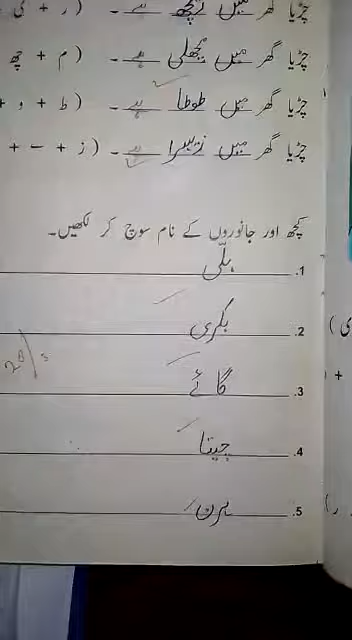 چڑیا گھر میں ریچھ ہے۔ (ر + ی
چڑیا گھر میں مچھلی ہے۔ (م + چھ
چڑیا گھر میں طوطا ہے۔ (ط + و +
چڑیا گھر میں زیبرا ہے۔ (ز + +
کچھ اور جانوروں کے نام سوچ کر لکھیں۔
1. بلّی
2. بکری
3. گائے
4. چیتا
5. ہرن